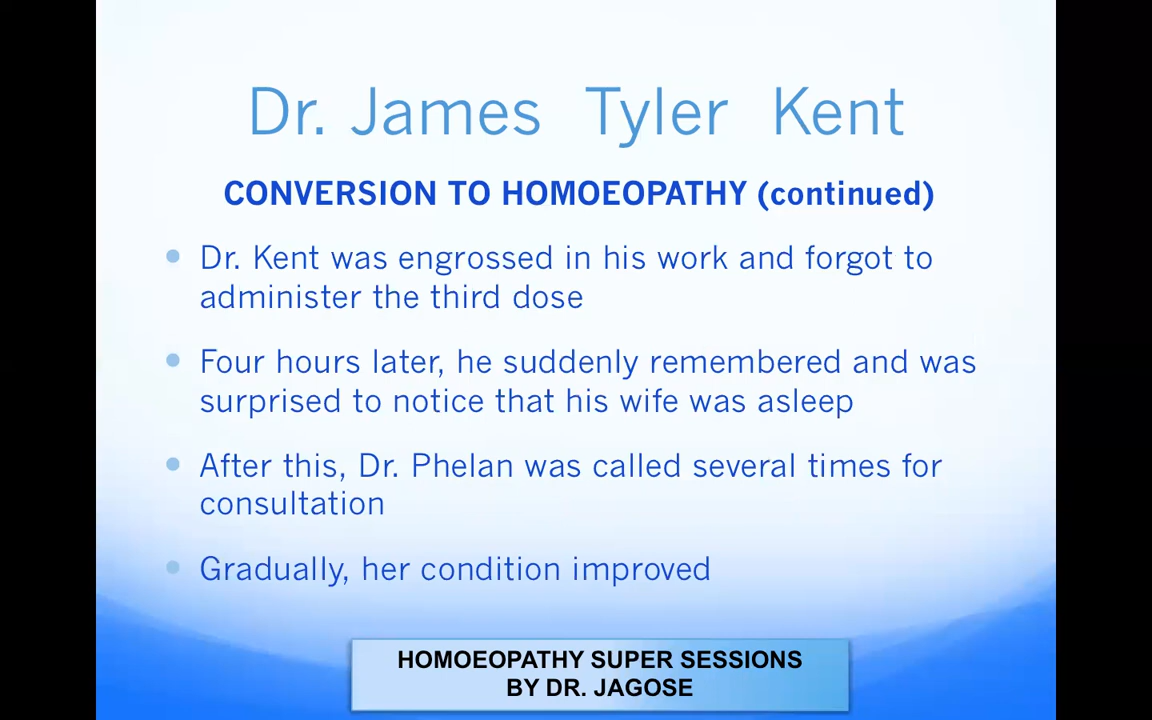 Dr. James Tyler Kent
CONVERSION TO HOMOEOPATHY (continued)
• Dr. Kent was engrossed in his work and forgot to
administer the third dose
• Four hours later, he suddenly remembered and was
surprised to notice that his wife was asleep
• After this, Dr. Phelan was called several times for
consultation
• Gradually, her condition improved
HOMOEOPATHY SUPER SESSIONS
BY DR. JAGOSE